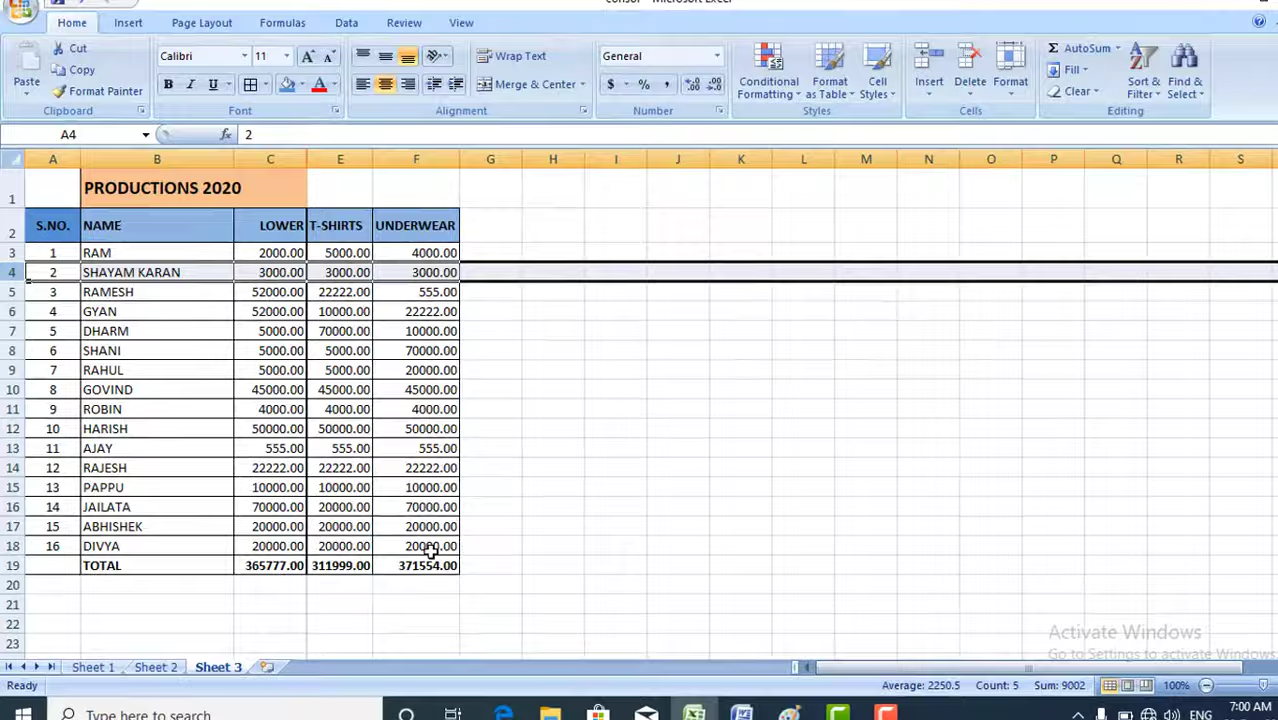 consol - Microsoft Excel
Home Insert Page Layout Formulas Data Review View
Paste Cut Copy Format Painter Clipboard
Calibri 11 A A B I U A Font
Wrap Text Merge & Center Alignment
General $ % , Number
Conditional Formatting Format as Table Cell Styles Styles
Insert Delete Format Cells
Σ AutoSum Fill Clear Sort & Filter Find & Select Editing
A4 fx 2
A B C E F G H I J K L M N O P Q R S
1 PRODUCTIONS 2020
2 S.NO. NAME LOWER T-SHIRTS UNDERWEAR
3 1 RAM 2000.00 5000.00 4000.00
4 2 SHAYAM KARAN 3000.00 3000.00 3000.00
5 3 RAMESH 52000.00 22222.00 555.00
6 4 GYAN 52000.00 10000.00 22222.00
7 5 DHARM 5000.00 70000.00 10000.00
8 6 SHANI 5000.00 5000.00 70000.00
9 7 RAHUL 5000.00 5000.00 20000.00
10 8 GOVIND 45000.00 45000.00 45000.00
11 9 ROBIN 4000.00 4000.00 4000.00
12 10 HARISH 50000.00 50000.00 50000.00
13 11 AJAY 555.00 555.00 555.00
14 12 RAJESH 22222.00 22222.00 22222.00
15 13 PAPPU 10000.00 10000.00 10000.00
16 14 JAILATA 70000.00 20000.00 70000.00
17 15 ABHISHEK 20000.00 20000.00 20000.00
18 16 DIVYA 20000.00 20000.00 20000.00
19 TOTAL 365777.00 311999.00 371554.00
20
21
22
23
Activate Windows
Go to Settings to activate Windows.
Sheet 1 Sheet 2 Sheet 3
Ready Average: 2250.5 Count: 5 Sum: 9002 100%
Type here to search ENG 7:00 AM